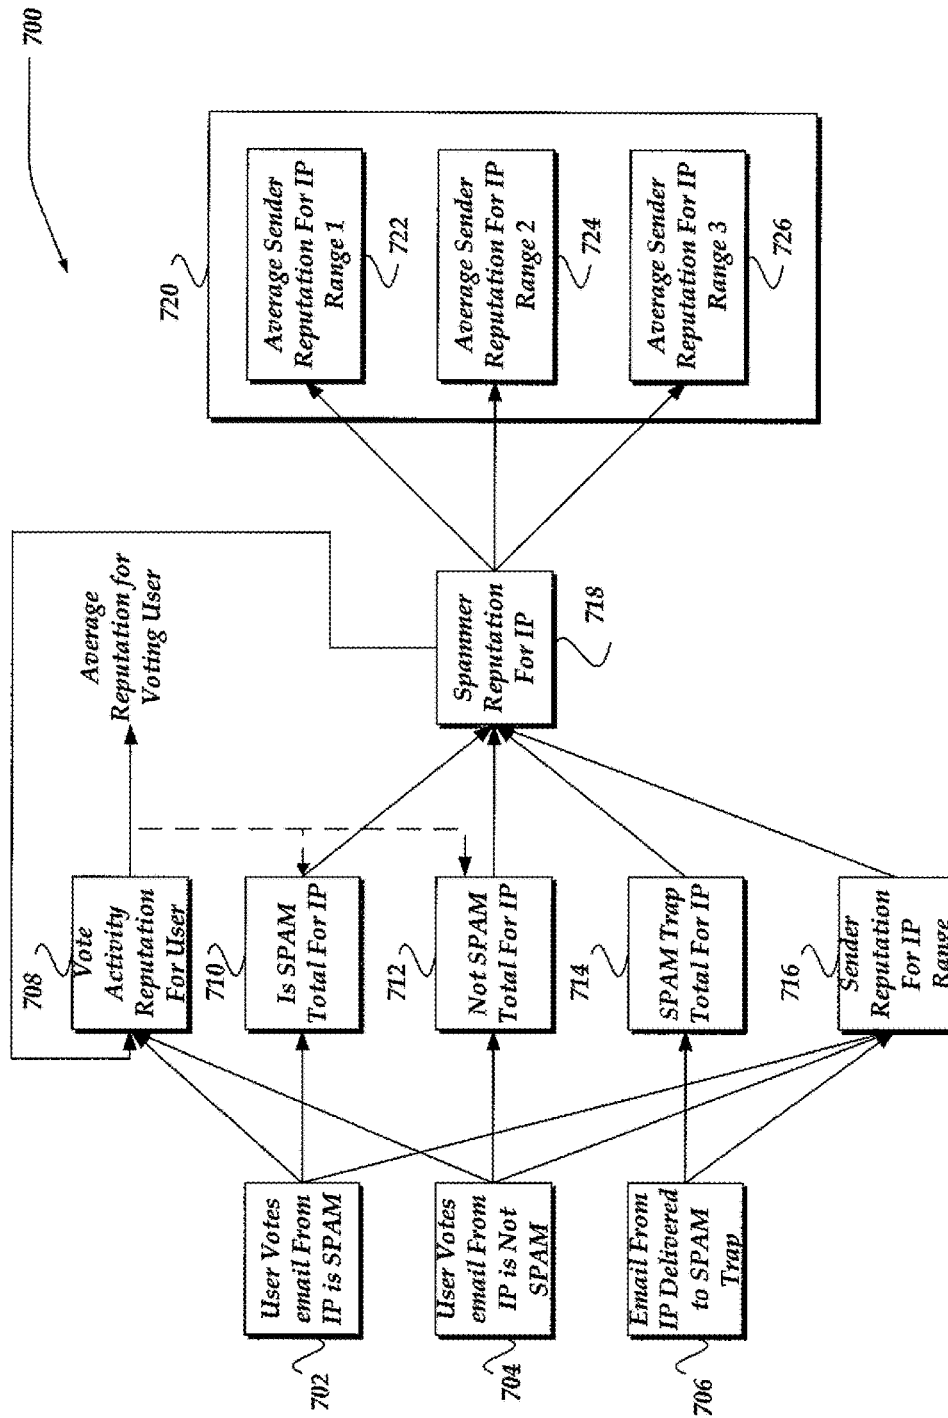 700
720
Average Sender
Reputation For IP
Range 1
722
Average Sender
Reputation For IP
Range 2
724
Average Sender
Reputation For IP
Range 3
726
Average
Reputation for
Voting User
Spammer
Reputation
For IP
718
708
Vote
Activity
Reputation
For User
710
Is SPAM
Total For IP
712
Not SPAM
Total For IP
714
SPAM Trap
Total For IP
716
Sender
Reputation
For IP
Range
User Votes
email From
IP is SPAM
702
User Votes
email From
IP is Not
SPAM
704
Email From
IP Delivered
to SPAM
Trap
706